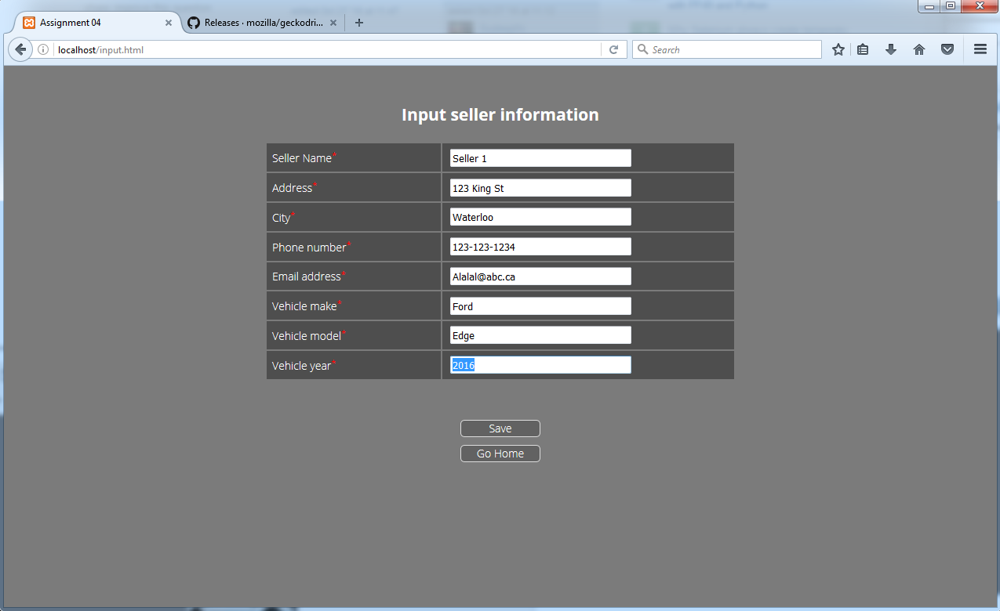 Assignment 04
Releases · mozilla/geckodri...
localhost/input.html
Search
Input seller information
Seller Name* Seller 1
Address* 123 King St
City* Waterloo
Phone number* 123-123-1234
Email address* Alalal@abc.ca
Vehicle make* Ford
Vehicle model* Edge
Vehicle year* 2016
Save
Go Home